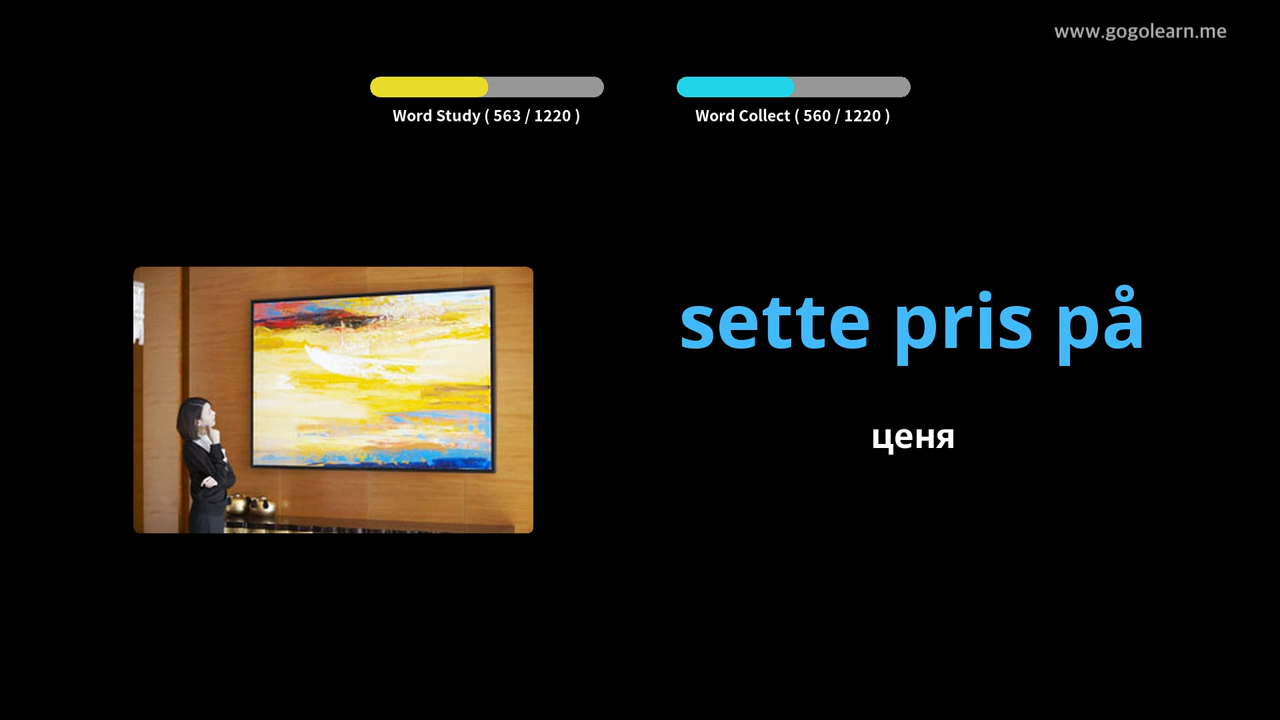 www.gogolearn.me
Word Study ( 563 / 1220 )
Word Collect ( 560 / 1220 )
sette pris på
ценя